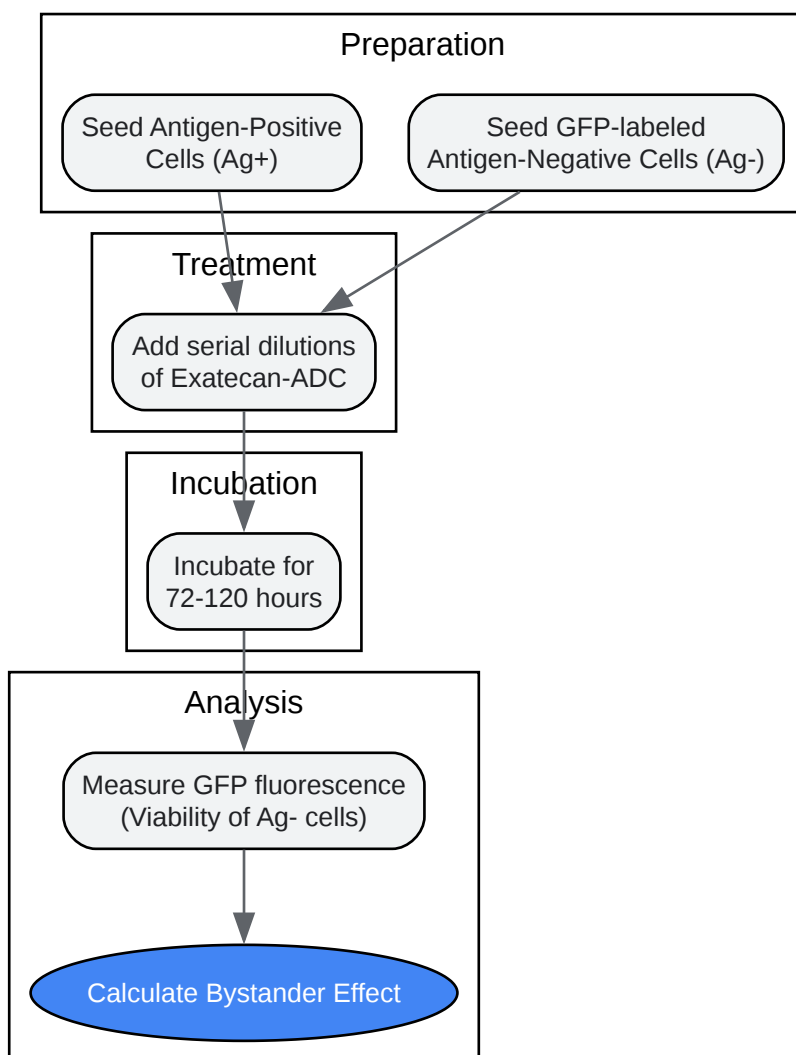 Preparation
Seed Antigen-Positive
Cells (Ag+)
Seed GFP-labeled
Antigen-Negative Cells (Ag-)
Treatment
Add serial dilutions
of Exatecan-ADC
Incubation
Incubate for
72-120 hours
Analysis
Measure GFP fluorescence
(Viability of Ag- cells)
Calculate Bystander Effect